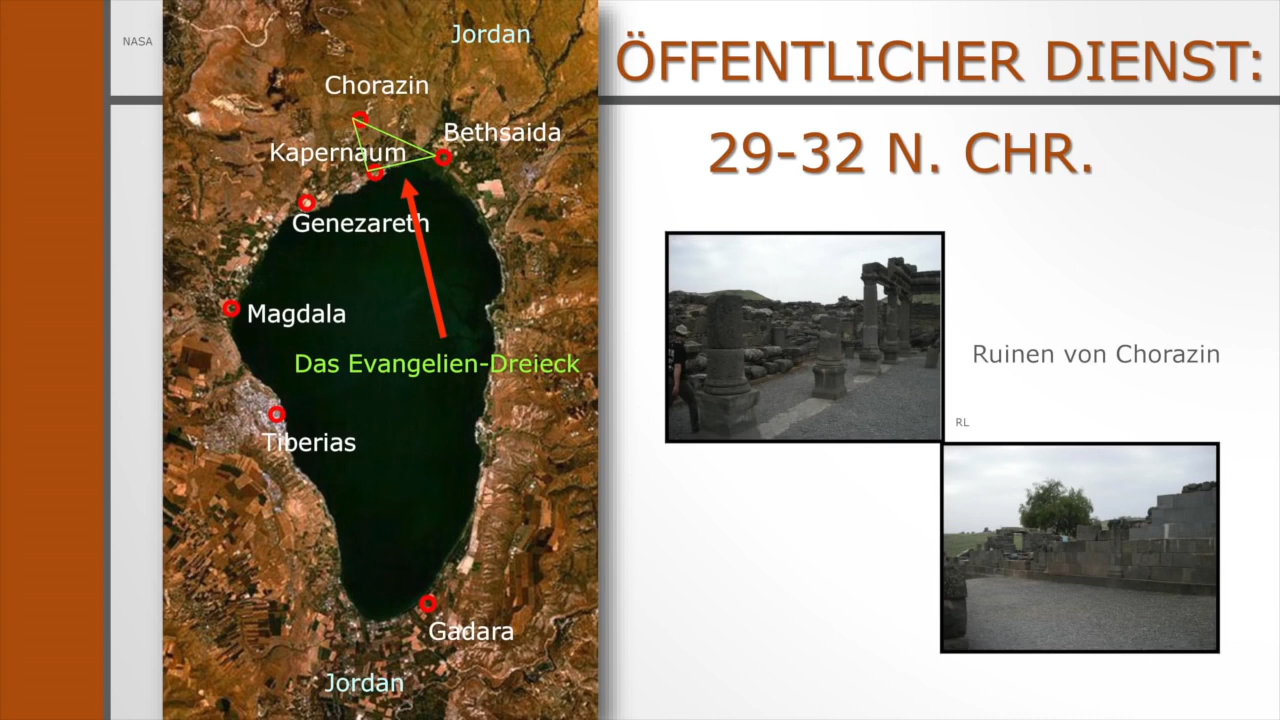 NASA
Jordan
Chorazin
Bethsaida
Kapernaum
Genezareth
Magdala
Das Evangelien-Dreieck
Tiberias
Gadara
Jordan
ÖFFENTLICHER DIENST:
29-32 N. CHR.
Ruinen von Chorazin
RL